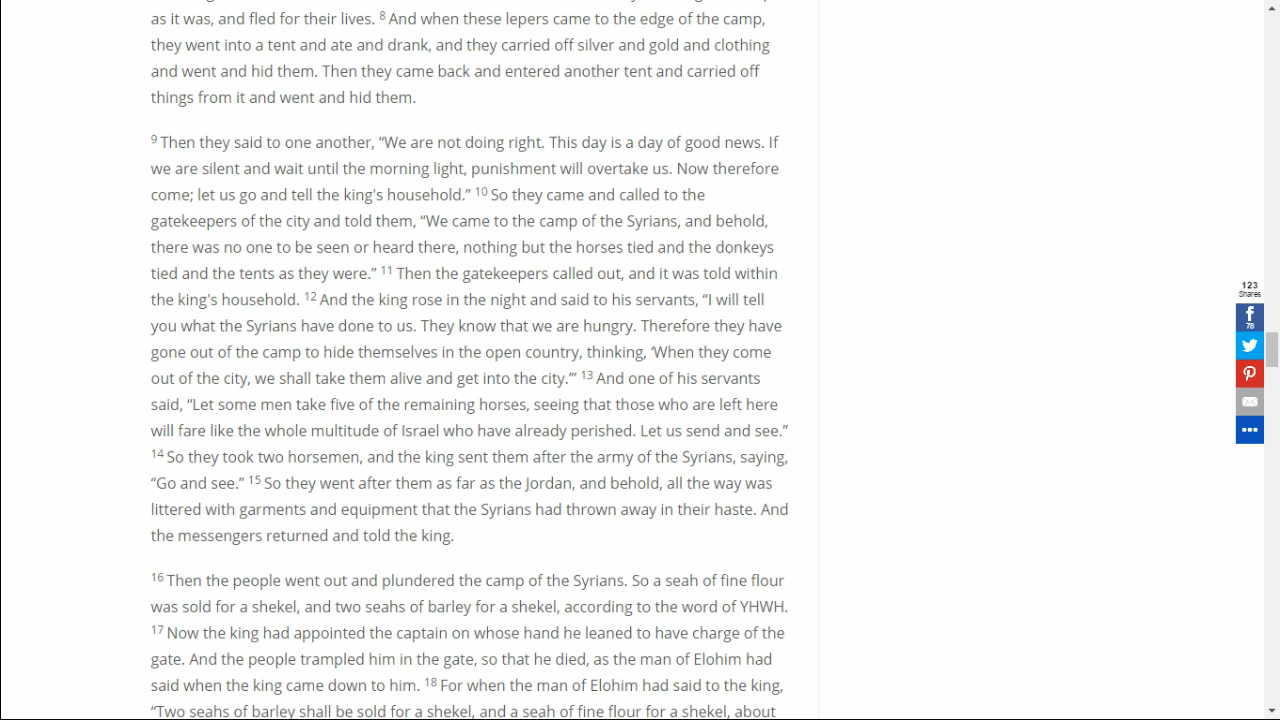 as it was, and fled for their lives. 8 And when these lepers came to the edge of the camp,
they went into a tent and ate and drank, and they carried off silver and gold and clothing
and went and hid them. Then they came back and entered another tent and carried off
things from it and went and hid them.
9 Then they said to one another, “We are not doing right. This day is a day of good news. If
we are silent and wait until the morning light, punishment will overtake us. Now therefore
come; let us go and tell the king's household.” 10 So they came and called to the
gatekeepers of the city and told them, “We came to the camp of the Syrians, and behold,
there was no one to be seen or heard there, nothing but the horses tied and the donkeys
tied and the tents as they were.” 11 Then the gatekeepers called out, and it was told within
the king's household. 12 And the king rose in the night and said to his servants, “I will tell
you what the Syrians have done to us. They know that we are hungry. Therefore they have
gone out of the camp to hide themselves in the open country, thinking, ‘When they come
out of the city, we shall take them alive and get into the city.’” 13 And one of his servants
said, “Let some men take five of the remaining horses, seeing that those who are left here
will fare like the whole multitude of Israel who have already perished. Let us send and see.”
14 So they took two horsemen, and the king sent them after the army of the Syrians, saying,
“Go and see.” 15 So they went after them as far as the Jordan, and behold, all the way was
littered with garments and equipment that the Syrians had thrown away in their haste. And
the messengers returned and told the king.
16 Then the people went out and plundered the camp of the Syrians. So a seah of fine flour
was sold for a shekel, and two seahs of barley for a shekel, according to the word of YHWH.
17 Now the king had appointed the captain on whose hand he leaned to have charge of the
gate. And the people trampled him in the gate, so that he died, as the man of Elohim had
said when the king came down to him. 18 For when the man of Elohim had said to the king,
“Two seahs of barley shall be sold for a shekel, and a seah of fine flour for a shekel, about
123
Shares
78